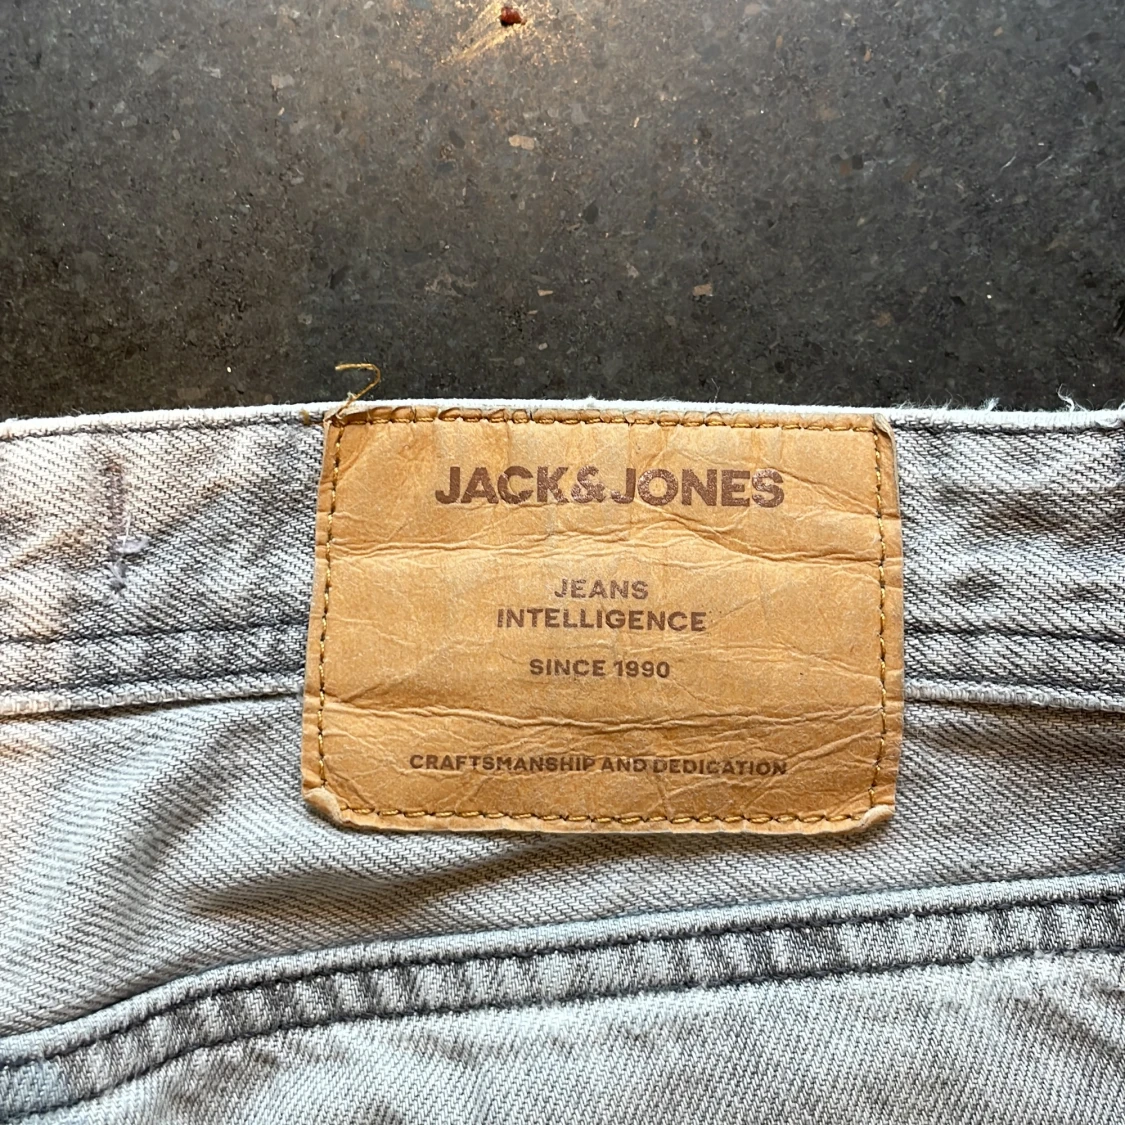 JACK&JONES
JEANS
INTELLIGENCE
SINCE 1990
CRAFTSMANSHIP AND DEDICATION